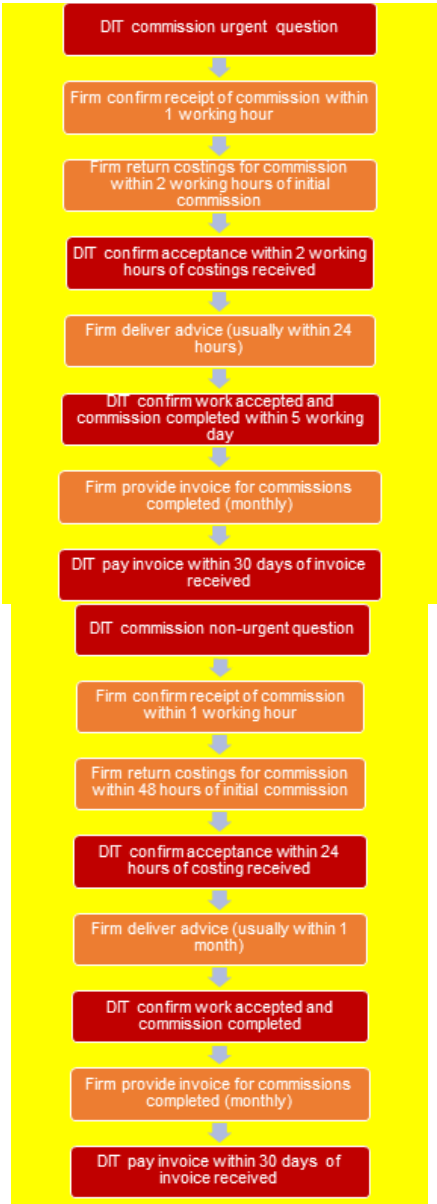 DIT commission urgent question
Firm confirm receipt of commission within
1 working hour
Firm return costings for commission
within 2 working hours of initial
commission
DIT confirm acceptance within 2 working
hours of costings received
Firm deliver advice (usually within 24
hours)
DIT confirm work accepted and
commission completed within 5 working
day
Firm provide invoice for commissions
completed (monthly)
DIT pay invoice within 30 days of invoice
received
DIT commission non-urgent question
Firm confirm receipt of commission
within 1 working hour
Firm return costings for commission
within 48 hours of initial commission
DIT confirm acceptance within 24
hours of costing received
Firm deliver advice (usually within 1
month)
DIT confirm work accepted and
commission completed
Firm provide invoice for commissions
completed (monthly)
DIT pay invoice within 30 days of
invoice received